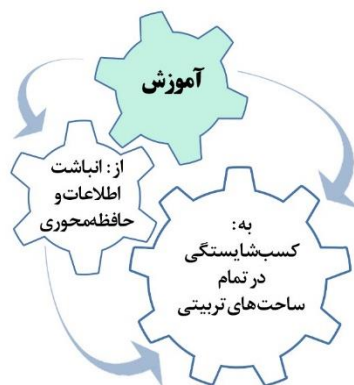 آموزش
از: انباشت
اطلاعات و
حافظه‌محوری
به:
کسب شایستگی
در تمام
ساحت‌های تربیتی